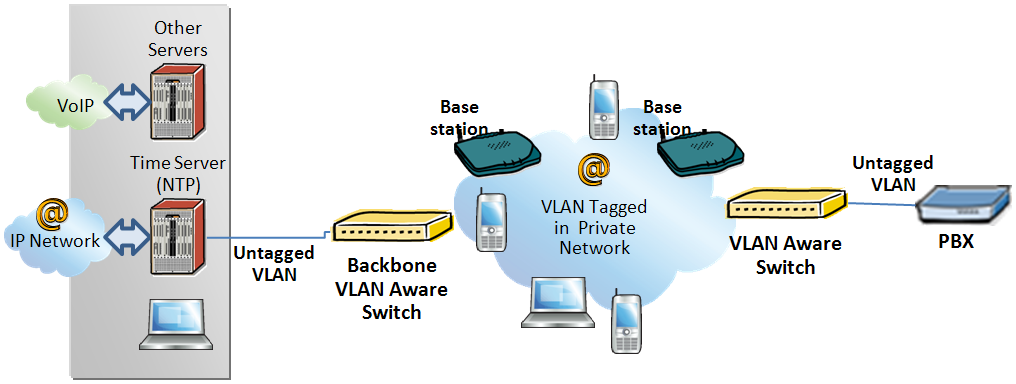 Other
Servers
VoIP
Time Server
(NTP)
@
IP Network
Untagged
VLAN
Backbone
VLAN Aware
Switch
Base
station
Base
station
@
VLAN Tagged
in Private
Network
VLAN Aware
Switch
Untagged
VLAN
PBX